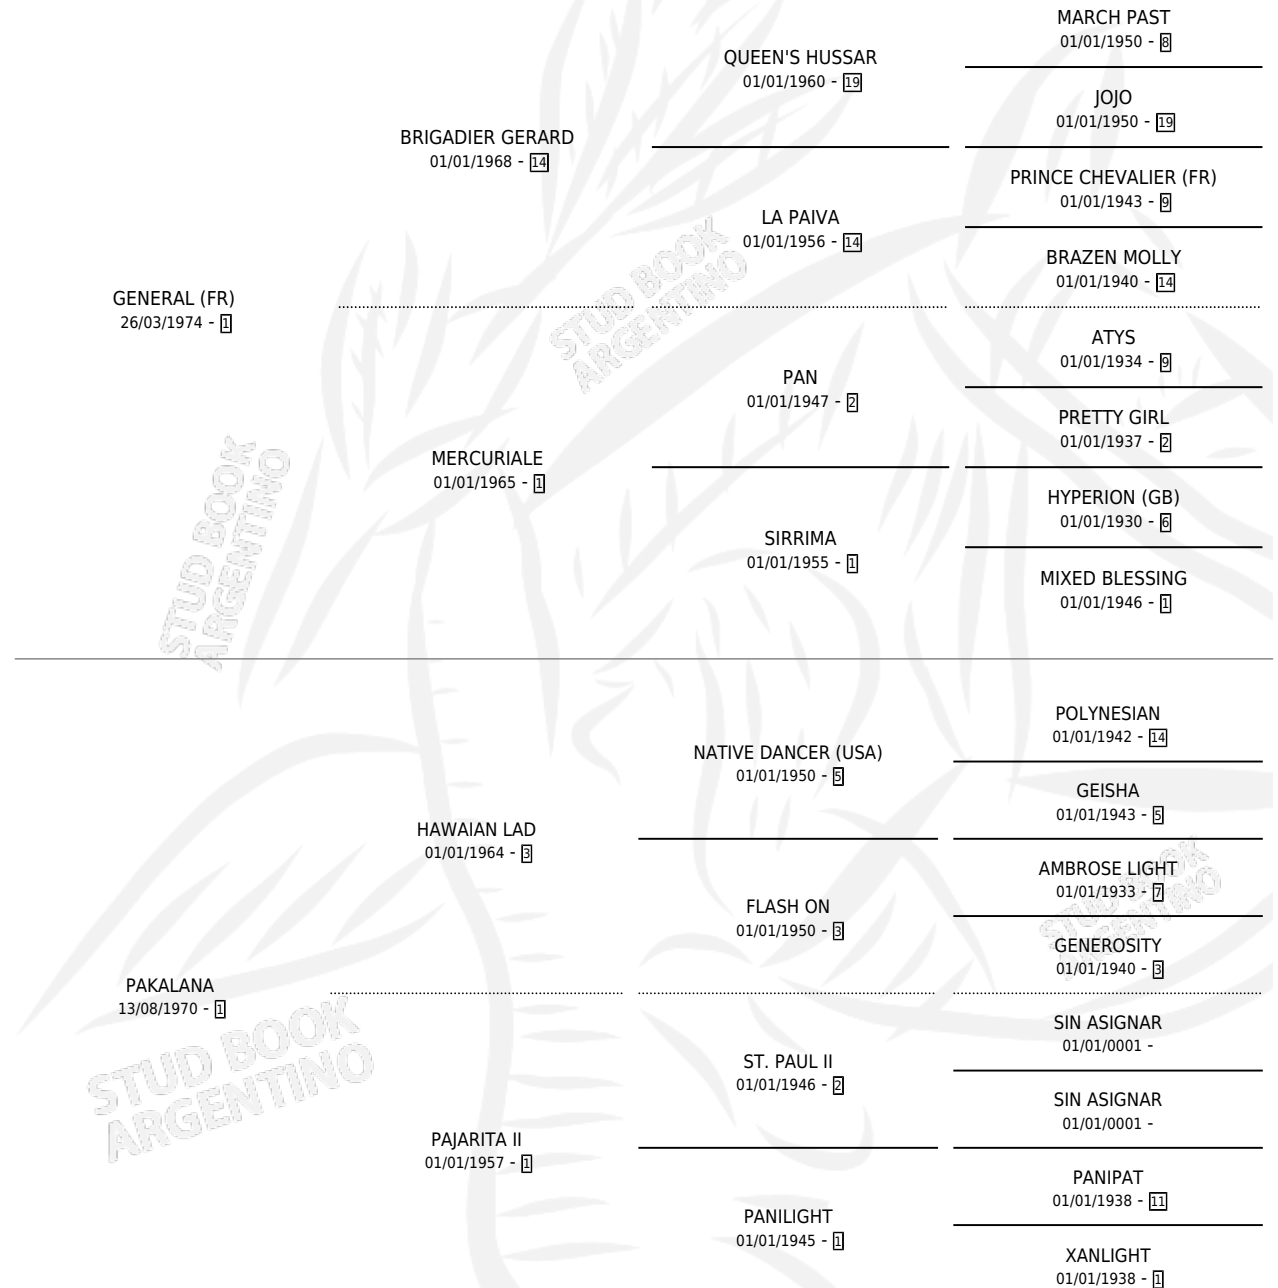 MARCH PAST
01/01/1950 - 8
QUEEN'S HUSSAR
01/01/1960 - 19
JOJO
01/01/1950 - 19
BRIGADIER GERARD
01/01/1968 - 14
PRINCE CHEVALIER (FR)
01/01/1943 - 9
LA PAIVA
01/01/1956 - 14
BRAZEN MOLLY
01/01/1940 - 14
GENERAL (FR)
26/03/1974 - 1
ATYS
01/01/1934 - 9
PAN
01/01/1947 - 2
PRETTY GIRL
01/01/1937 - 2
MERCURIALE
01/01/1965 - 1
HYPERION (GB)
01/01/1930 - 6
SIRRIMA
01/01/1955 - 1
MIXED BLESSING
01/01/1946 - 1
POLYNESIAN
01/01/1942 - 14
NATIVE DANCER (USA)
01/01/1950 - 5
GEISHA
01/01/1943 - 5
HAWAIAN LAD
01/01/1964 - 3
AMBROSE LIGHT
01/01/1933 - 7
FLASH ON
01/01/1950 - 3
GENEROSITY
01/01/1940 - 3
PAKALANA
13/08/1970 - 1
SIN ASIGNAR
01/01/0001 -
ST. PAUL II
01/01/1946 - 2
SIN ASIGNAR
01/01/0001 -
PAJARITA II
01/01/1957 - 1
PANIPAT
01/01/1938 - 11
PANILIGHT
01/01/1945 - 1
XANLIGHT
01/01/1938 - 1
STUD BOOK
ARGENTINO
STUD BOOK
ARGENTINO
STUD BOOK
ARGENTINO
STUD BOOK
ARGENTINO